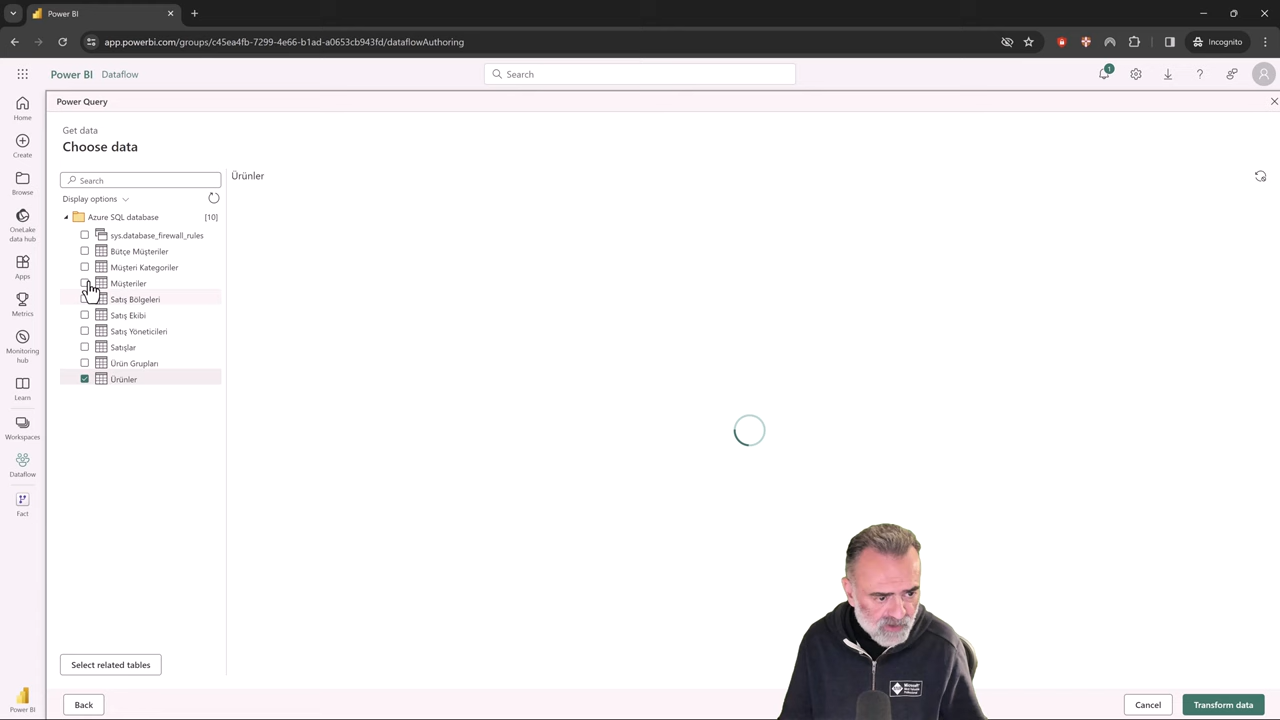 Power BI
app.powerbi.com/groups/c45ea4fb-7299-4e66-b1ad-a0653cb943fd/dataflowAuthoring
Incognito
Power BI Dataflow
Search
1
Power Query
Home
Create
Browse
OneLake
data hub
Apps
Metrics
Monitoring
hub
Learn
Workspaces
Dataflow
Fact
Power BI
Get data
Choose data
Search
Display options
Azure SQL database [10]
sys.database_firewall_rules
Bütçe Müşteriler
Müşteri Kategoriler
Müşteriler
Satış Bölgeleri
Satış Ekibi
Satış Yöneticileri
Satışlar
Ürün Grupları
Ürünler
Ürünler
Select related tables
Back
Cancel
Transform data